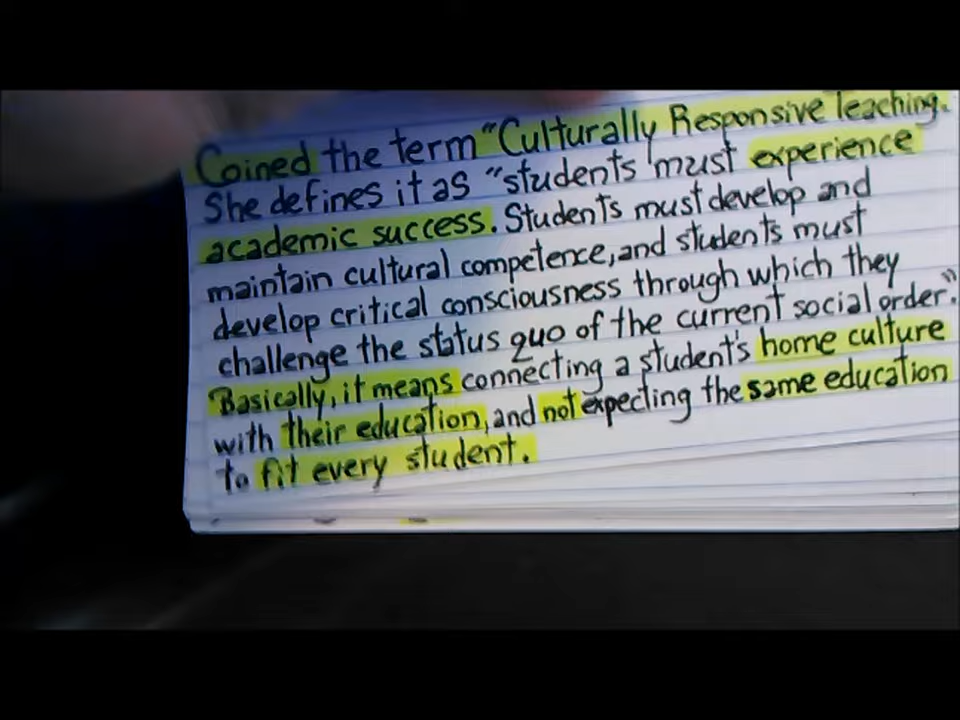 Coined the term "Culturally Responsive Teaching.
She defines it as "students must experience
academic success. Students must develop and
maintain cultural competence, and students must
develop critical consciousness through which they
challenge the status quo of the current social order."
Basically, it means connecting a student's home culture
with their education, and not expecting the same education
to fit every student.